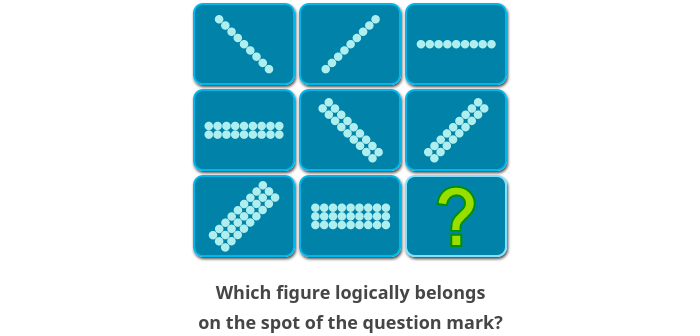 ?
Which figure logically belongs
on the spot of the question mark?